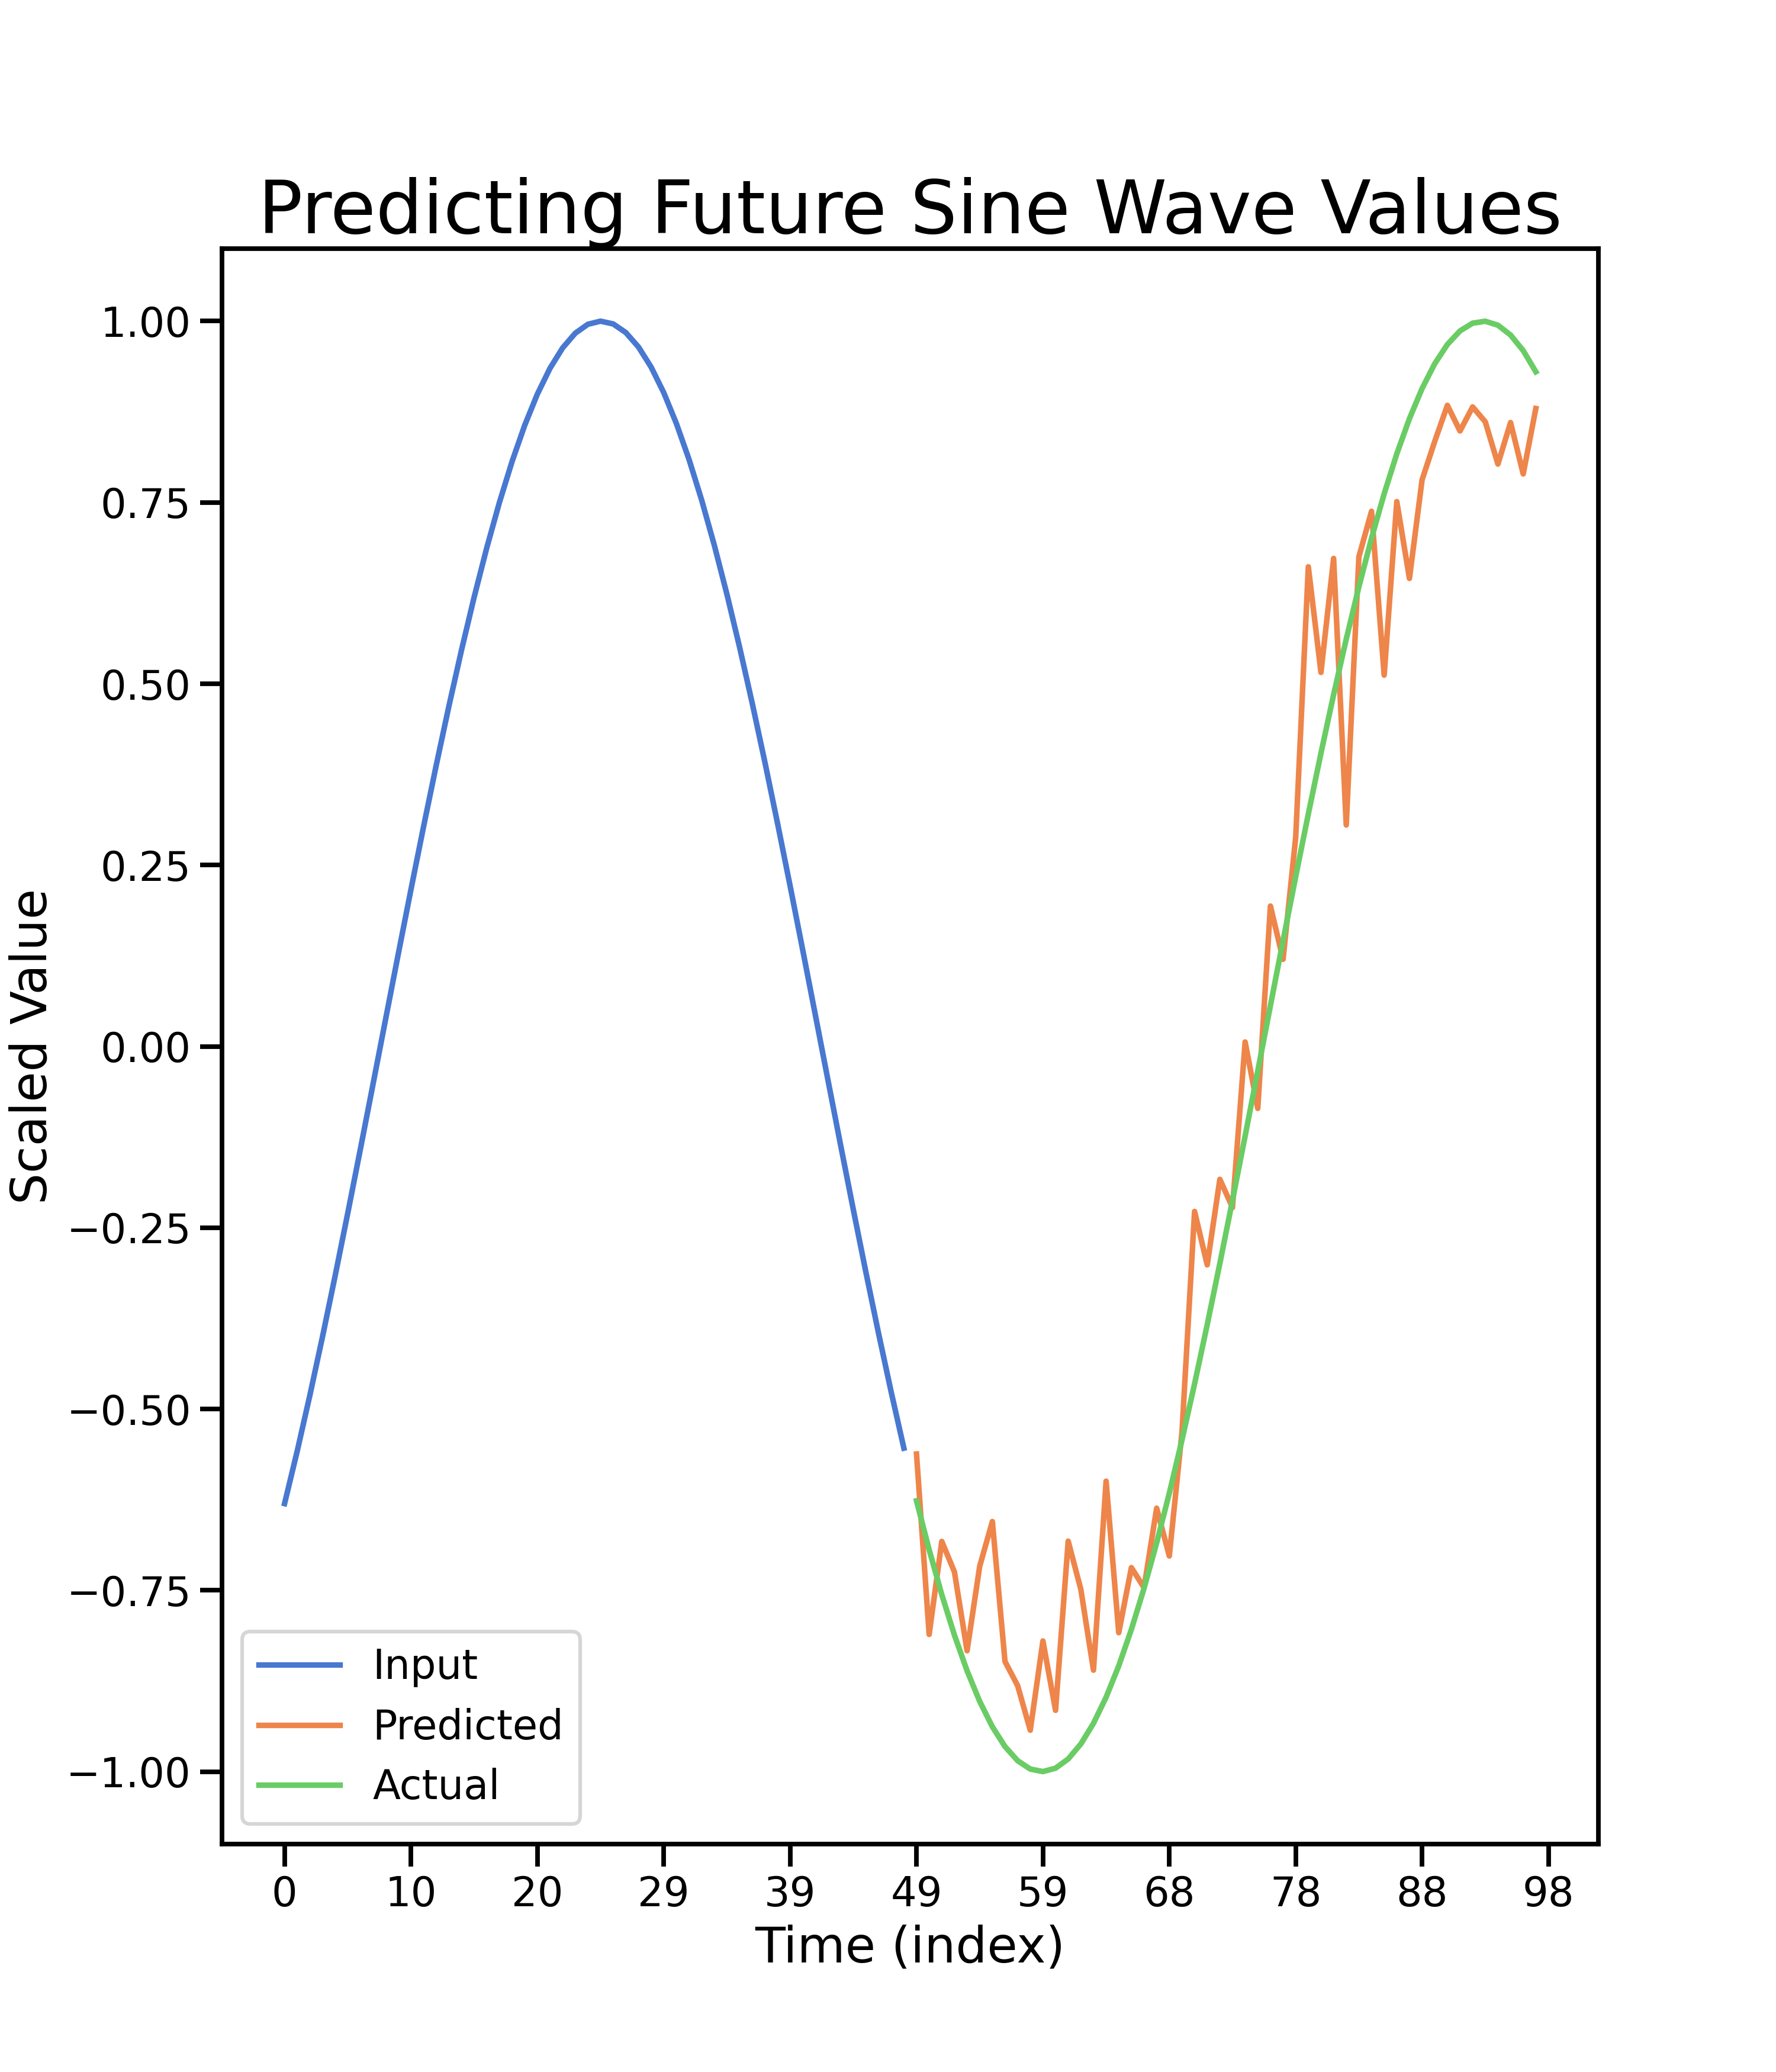 Predicting Future Sine Wave Values
Scaled Value
1.00
0.75
0.50
0.25
0.00
−0.25
−0.50
−0.75
−1.00
Input
Predicted
Actual
0 10 20 29 39 49 59 68 78 88 98
Time (index)